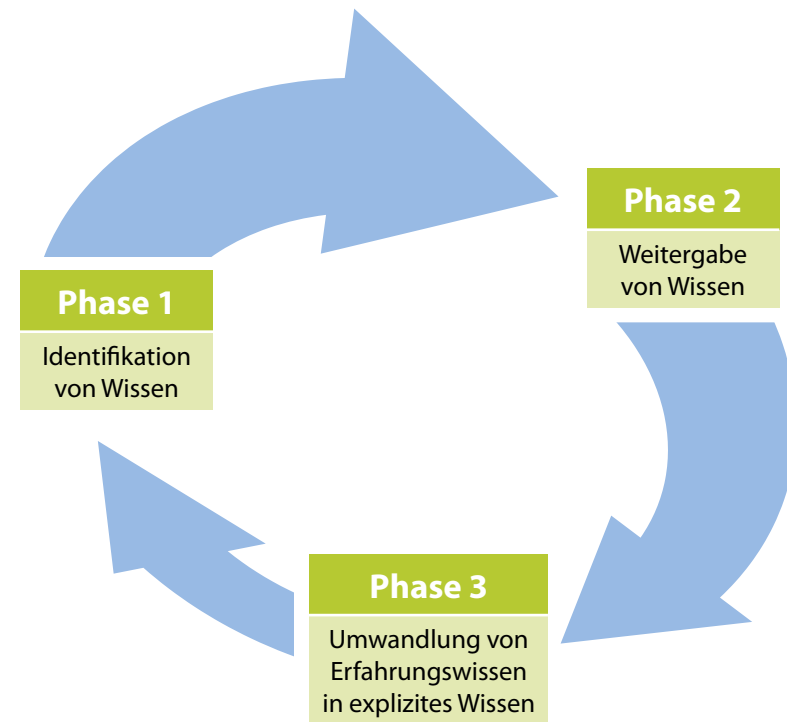 Phase 1
Identifikation
von Wissen
Phase 2
Weitergabe
von Wissen
Phase 3
Umwandlung von
Erfahrungswissen
in explizites Wissen